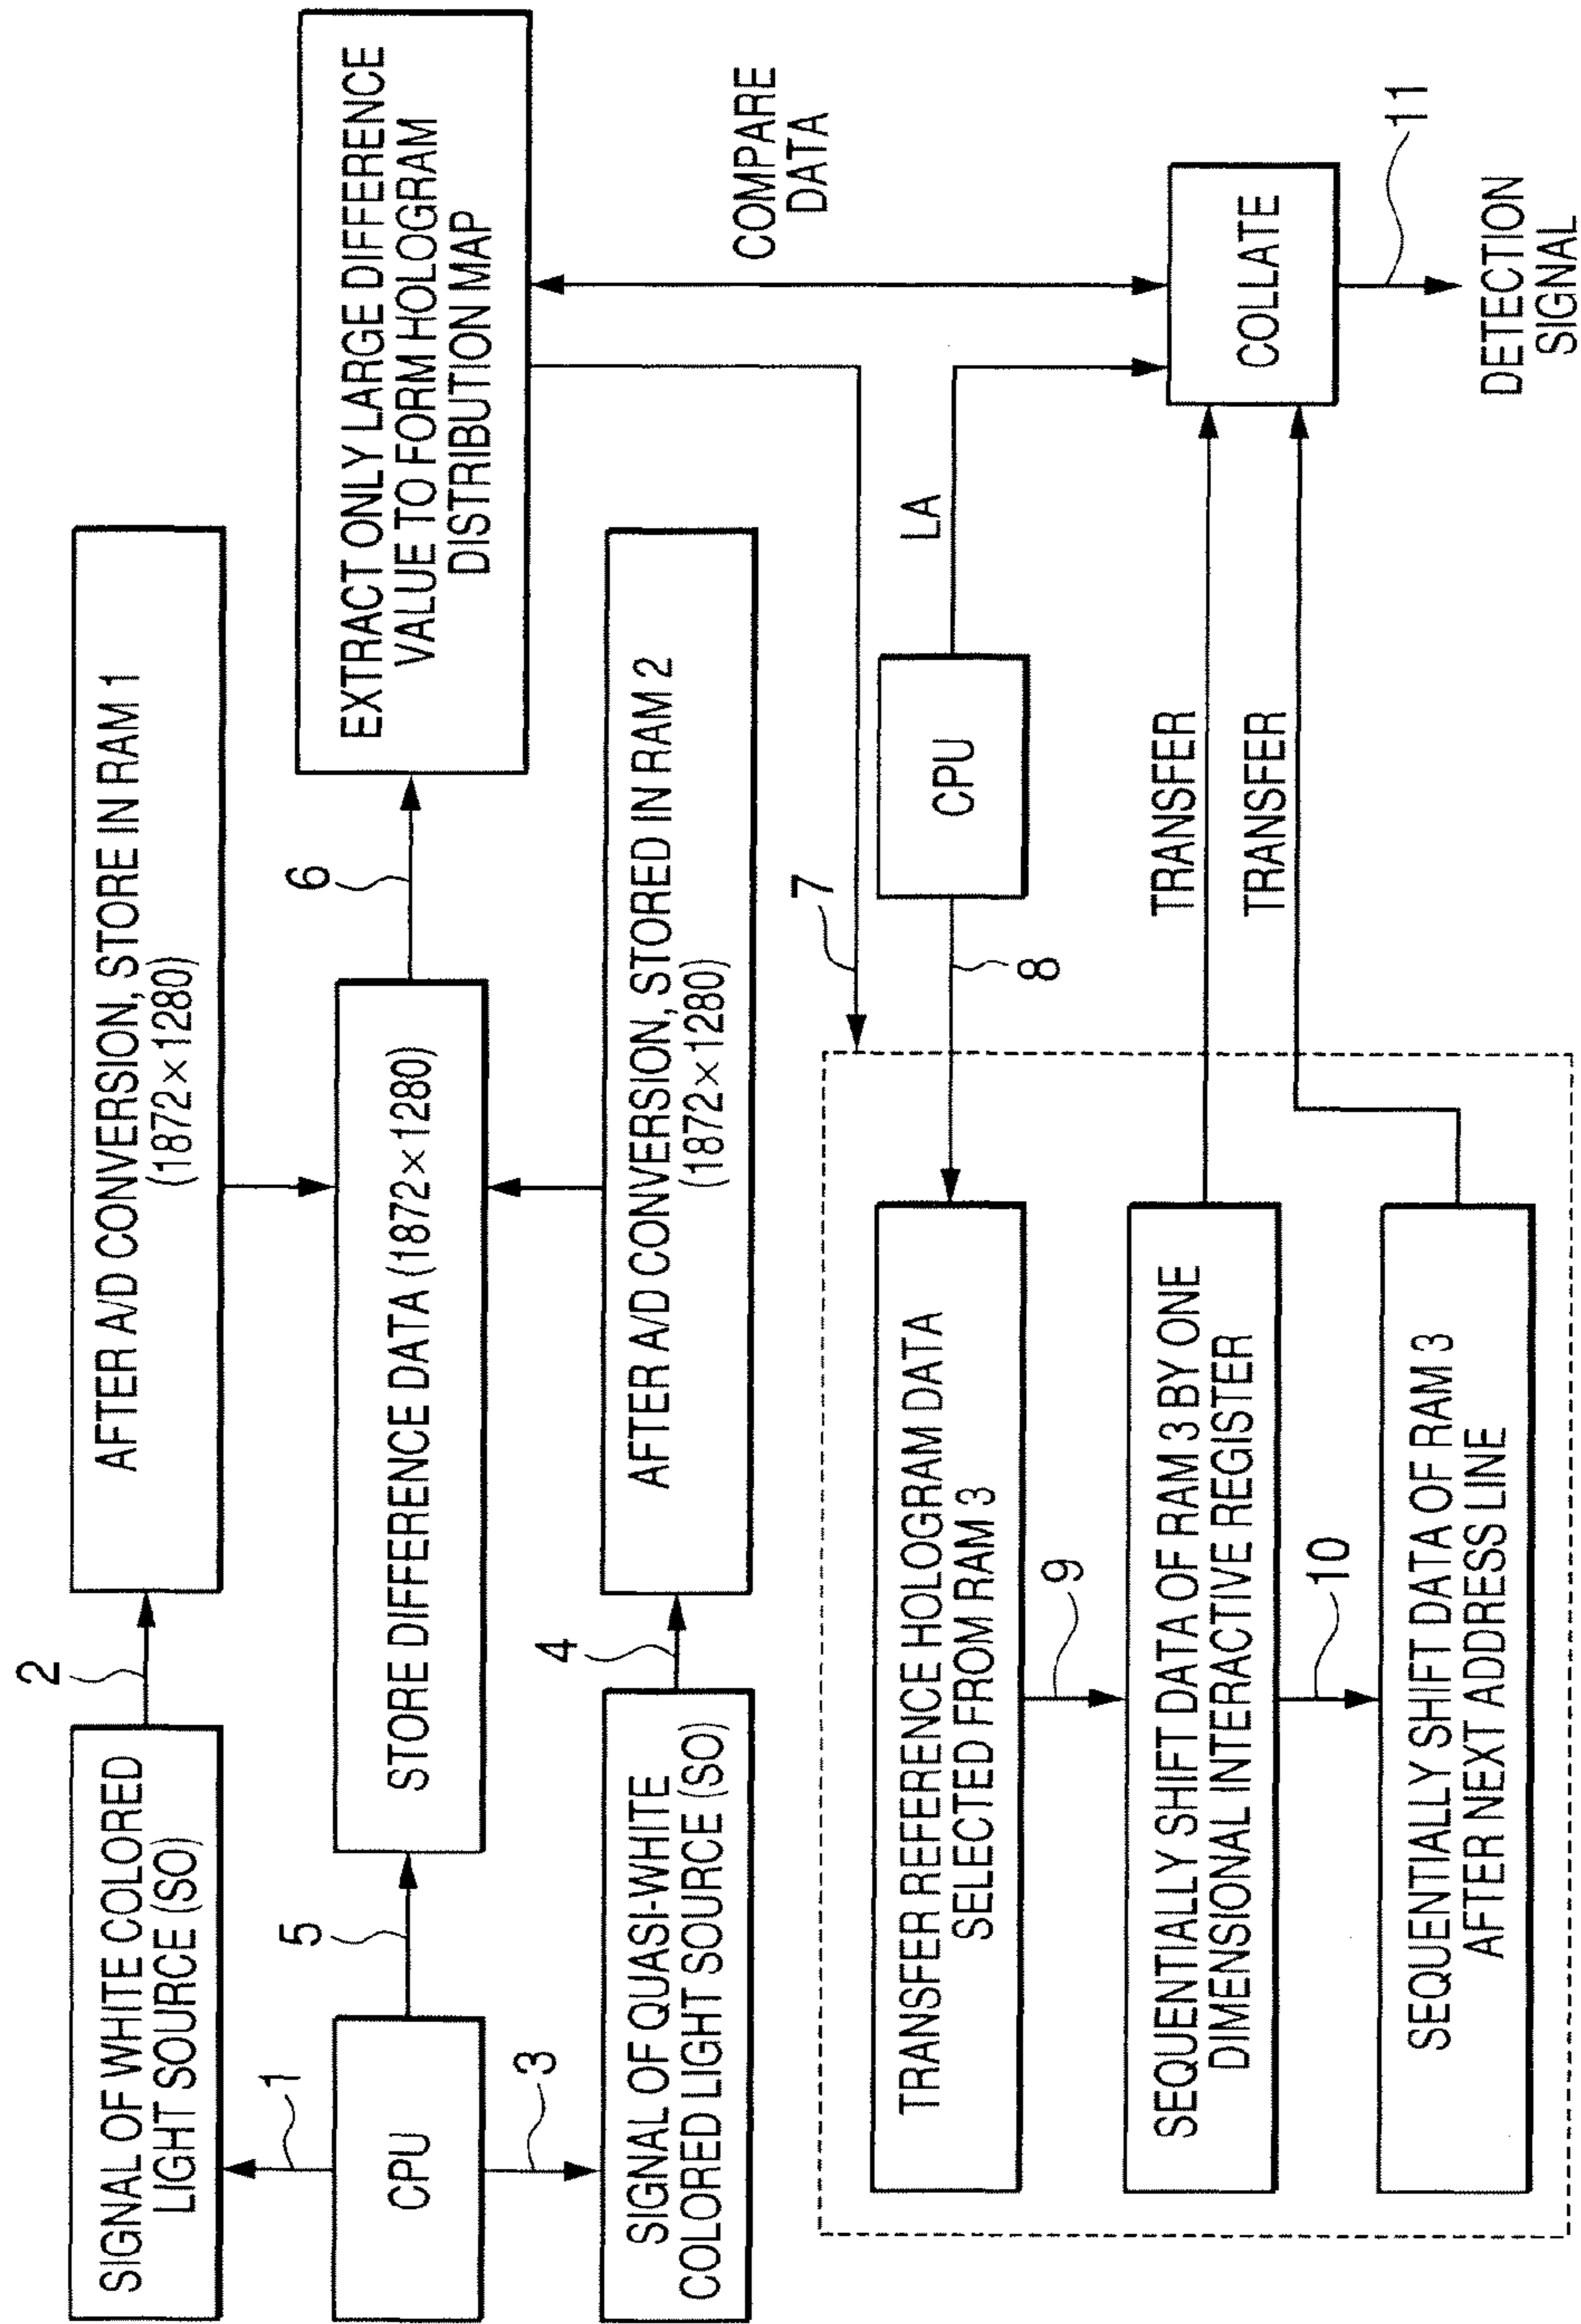 SIGNAL OF WHITE COLORED
LIGHT SOURCE (SO)
2
AFTER A/D CONVERSION, STORE IN RAM 1
(1872×1280)
1
CPU
5
STORE DIFFERENCE DATA (1872×1280)
6
EXTRACT ONLY LARGE DIFFERENCE
VALUE TO FORM HOLOGRAM
DISTRIBUTION MAP
3
SIGNAL OF QUASI-WHITE
COLORED LIGHT SOURCE (SO)
4
AFTER A/D CONVERSION, STORED IN RAM 2
(1872×1280)
7
COMPARE
DATA
TRANSFER REFERENCE HOLOGRAM DATA
SELECTED FROM RAM 3
8
CPU
LA
9
SEQUENTIALLY SHIFT DATA OF RAM 3 BY ONE
DIMENSIONAL INTERACTIVE REGISTER
TRANSFER
COLLATE
10
TRANSFER
11
SEQUENTIALLY SHIFT DATA OF RAM 3
AFTER NEXT ADDRESS LINE
DETECTION
SIGNAL